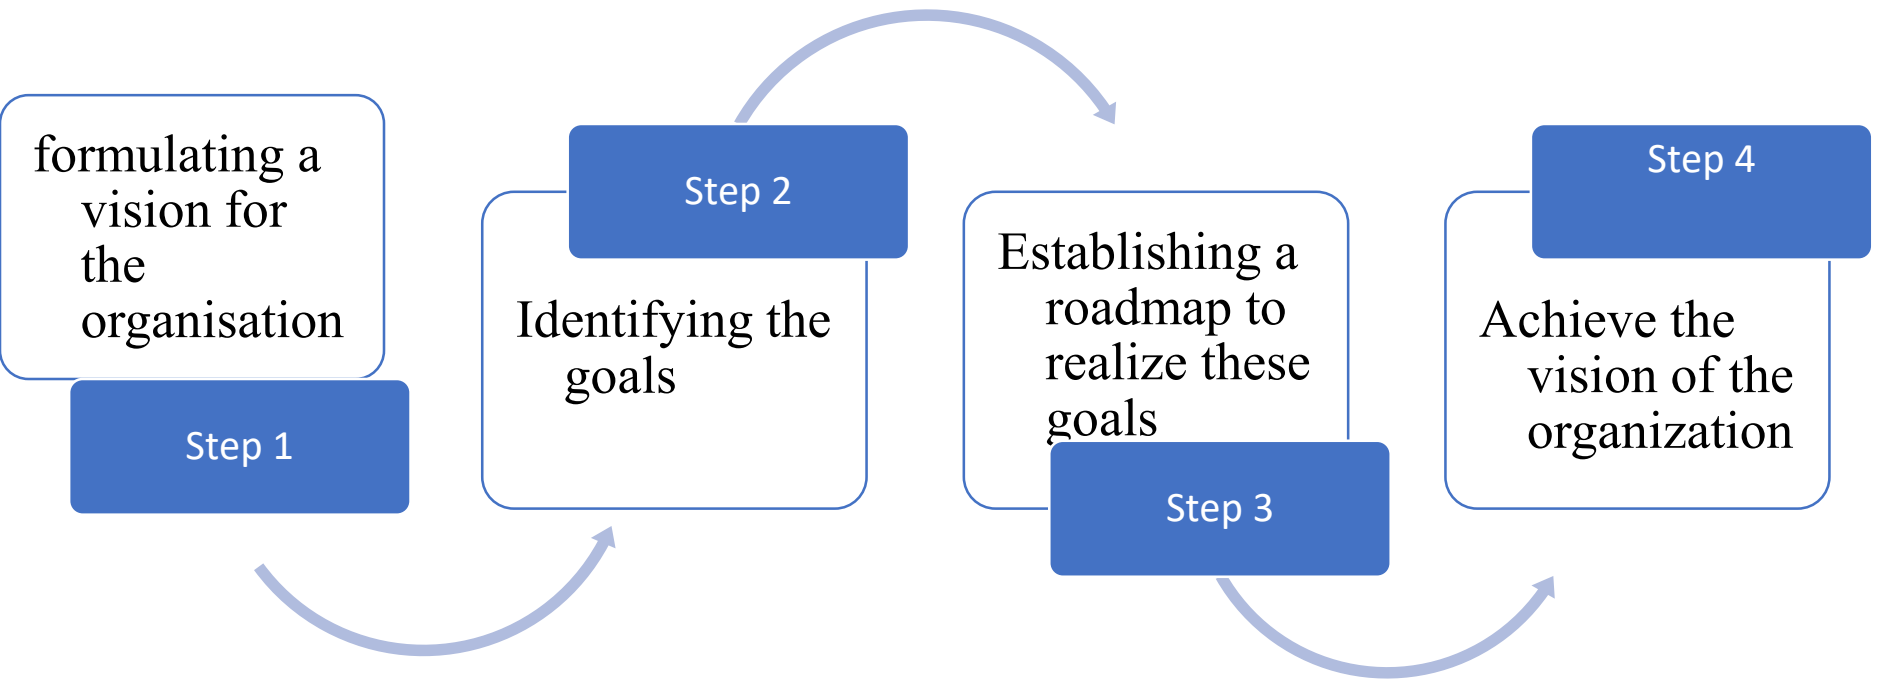 formulating a
vision for
the
organisation
Step 1
Step 2
Identifying the
goals
Establishing a
roadmap to
realize these
goals
Step 3
Step 4
Achieve the
vision of the
organization